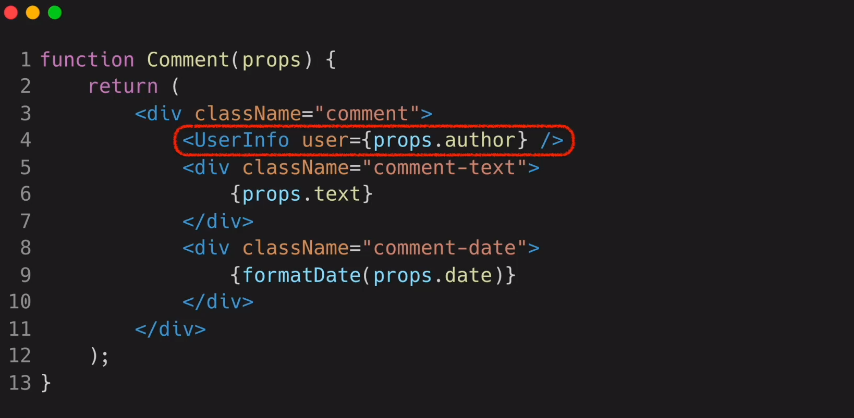 1 function Comment(props) {
2     return (
3         <div className="comment">
4             <UserInfo user={props.author} />
5             <div className="comment-text">
6                 {props.text}
7             </div>
8             <div className="comment-date">
9                 {formatDate(props.date)}
10             </div>
11         </div>
12     );
13 }